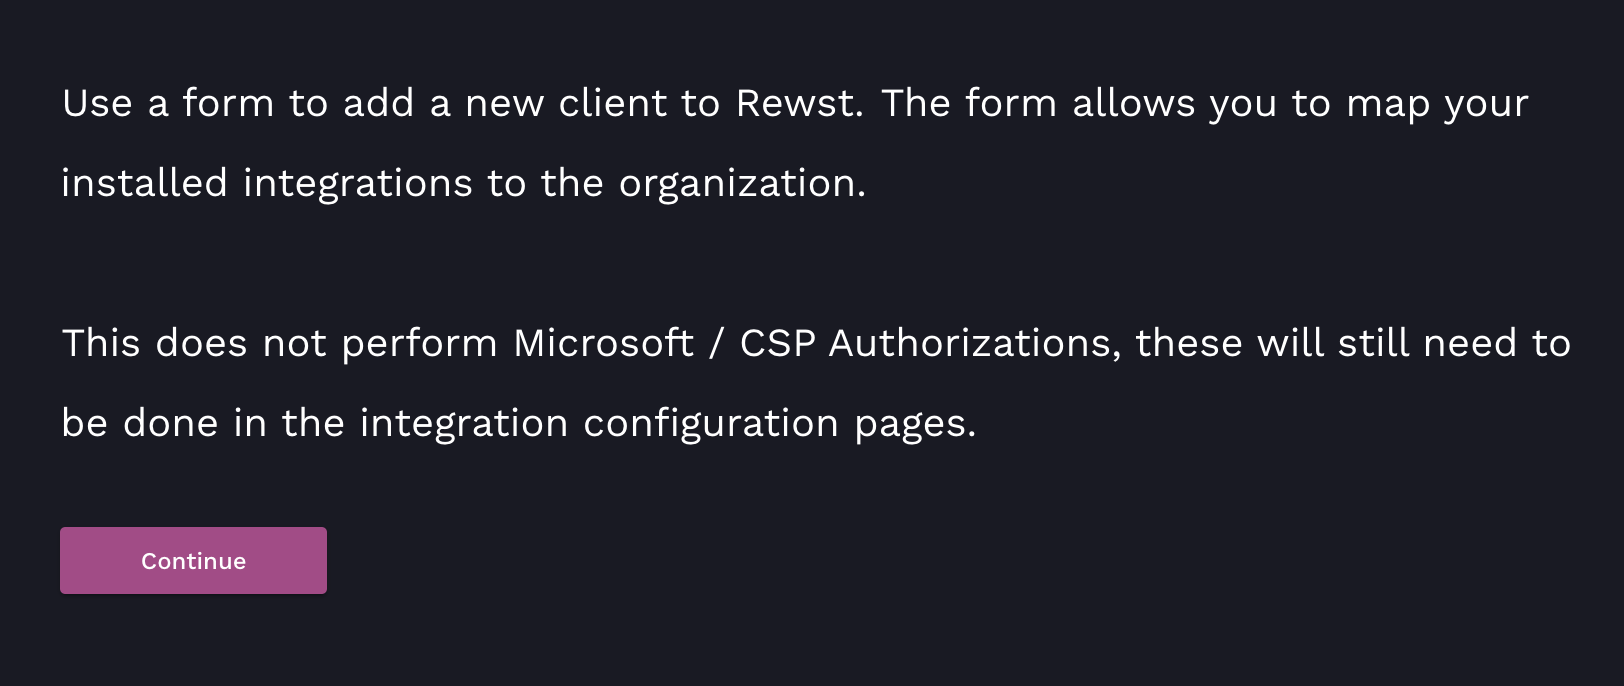 Use a form to add a new client to Rewst. The form allows you to map your
installed integrations to the organization.
This does not perform Microsoft / CSP Authorizations, these will still need to
be done in the integration configuration pages.
Continue